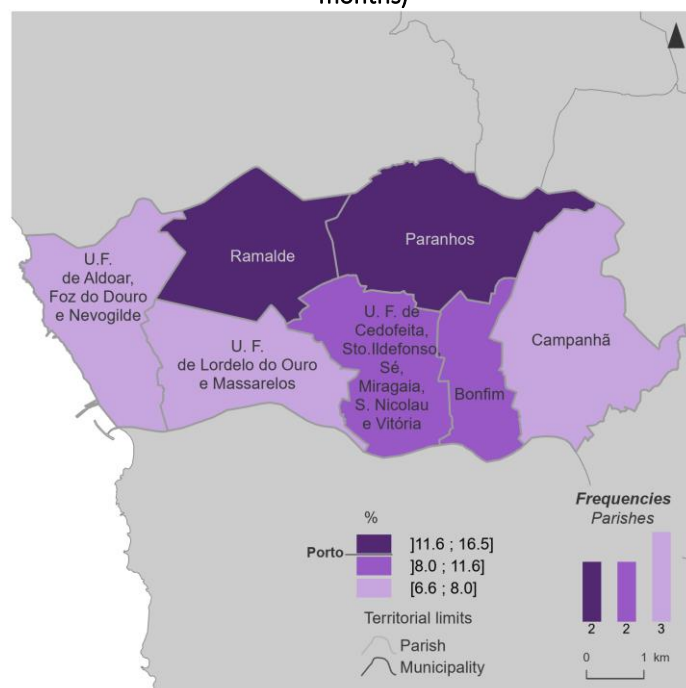 months)
Ramalde
Paranhos
U.F.
de Aldoar,
Foz do Douro
e Nevogilde
U. F. de
Cedofeita,
Sto.Ildefonso,
Sé,
Miragaia,
S. Nicolau
e Vitória
U. F.
de Lordelo do Ouro
e Massarelos
Bonfim
Campanhã
%
Porto
]11.6 ; 16.5]
]8.0 ; 11.6]
[6.6 ; 8.0]
Territorial limits
Parish
Municipality
Frequencies
Parishes
2 2 3
0 1 km